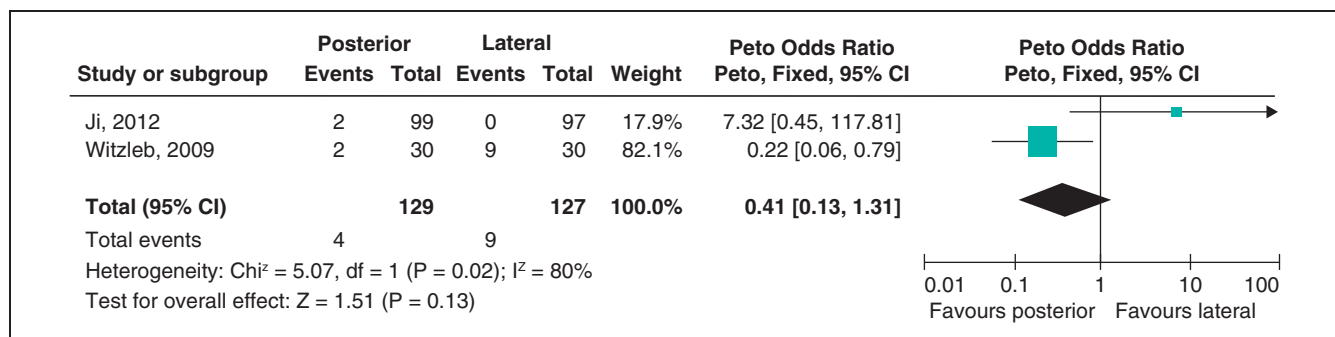 Posterior Lateral Peto Odds Ratio Peto Odds Ratio
Study or subgroup Events Total Events Total Weight Peto, Fixed, 95% CI Peto, Fixed, 95% CI
Ji, 2012 2 99 0 97 17.9% 7.32 [0.45, 117.81]
Witzleb, 2009 2 30 9 30 82.1% 0.22 [0.06, 0.79]
Total (95% CI) 129 127 100.0% 0.41 [0.13, 1.31]
Total events 4 9
Heterogeneity: Chiᶻ = 5.07, df = 1 (P = 0.02); Iᶻ = 80%
Test for overall effect: Z = 1.51 (P = 0.13)
0.01 0.1 1 10 100
Favours posterior Favours lateral